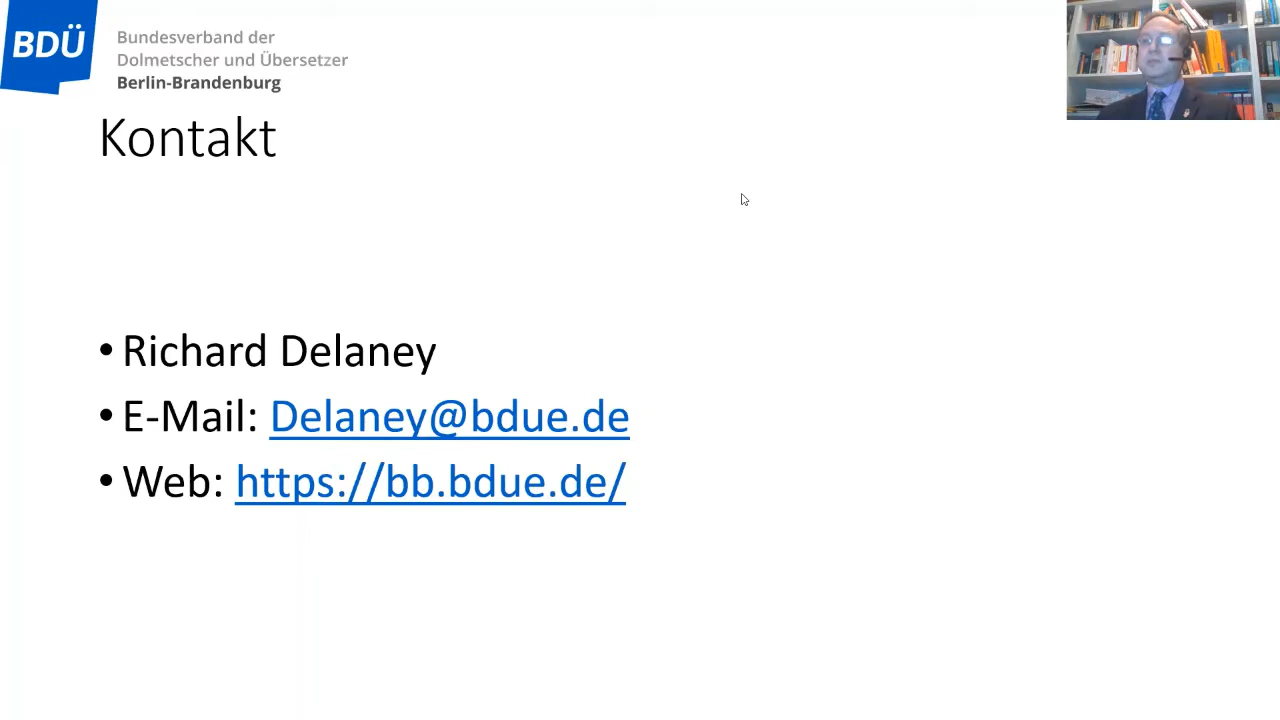 BDÜ
Bundesverband der
Dolmetscher und Übersetzer
Berlin-Brandenburg
Kontakt
• Richard Delaney
• E-Mail: Delaney@bdue.de
• Web: https://bb.bdue.de/